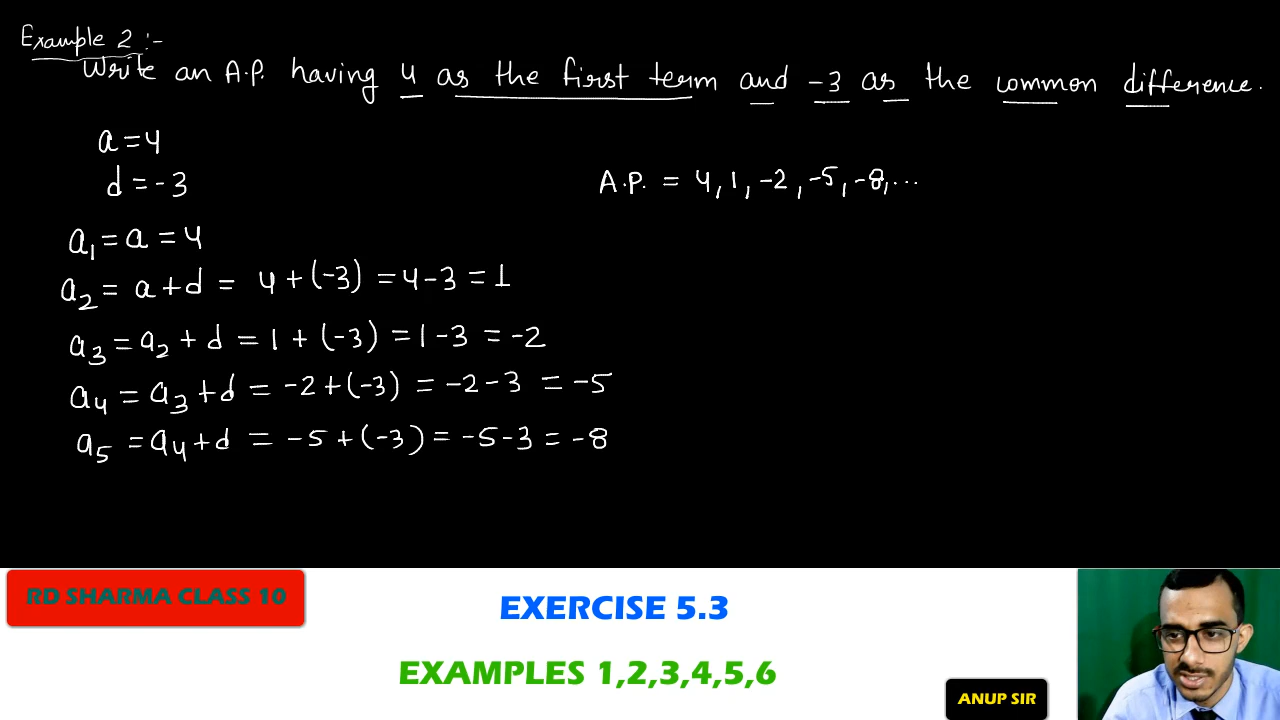 Example 2 :-
Write an A.P. having 4 as the first term and -3 as the common difference.
a = 4
d = -3
A.P. = 4, 1, -2, -5, -8, ...
a₁ = a = 4
a₂ = a + d = 4 + (-3) = 4 - 3 = 1
a₃ = a₂ + d = 1 + (-3) = 1 - 3 = -2
a₄ = a₃ + d = -2 + (-3) = -2 - 3 = -5
a₅ = a₄ + d = -5 + (-3) = -5 - 3 = -8
RD SHARMA CLASS 10
EXERCISE 5.3
EXAMPLES 1,2,3,4,5,6
ANUP SIR